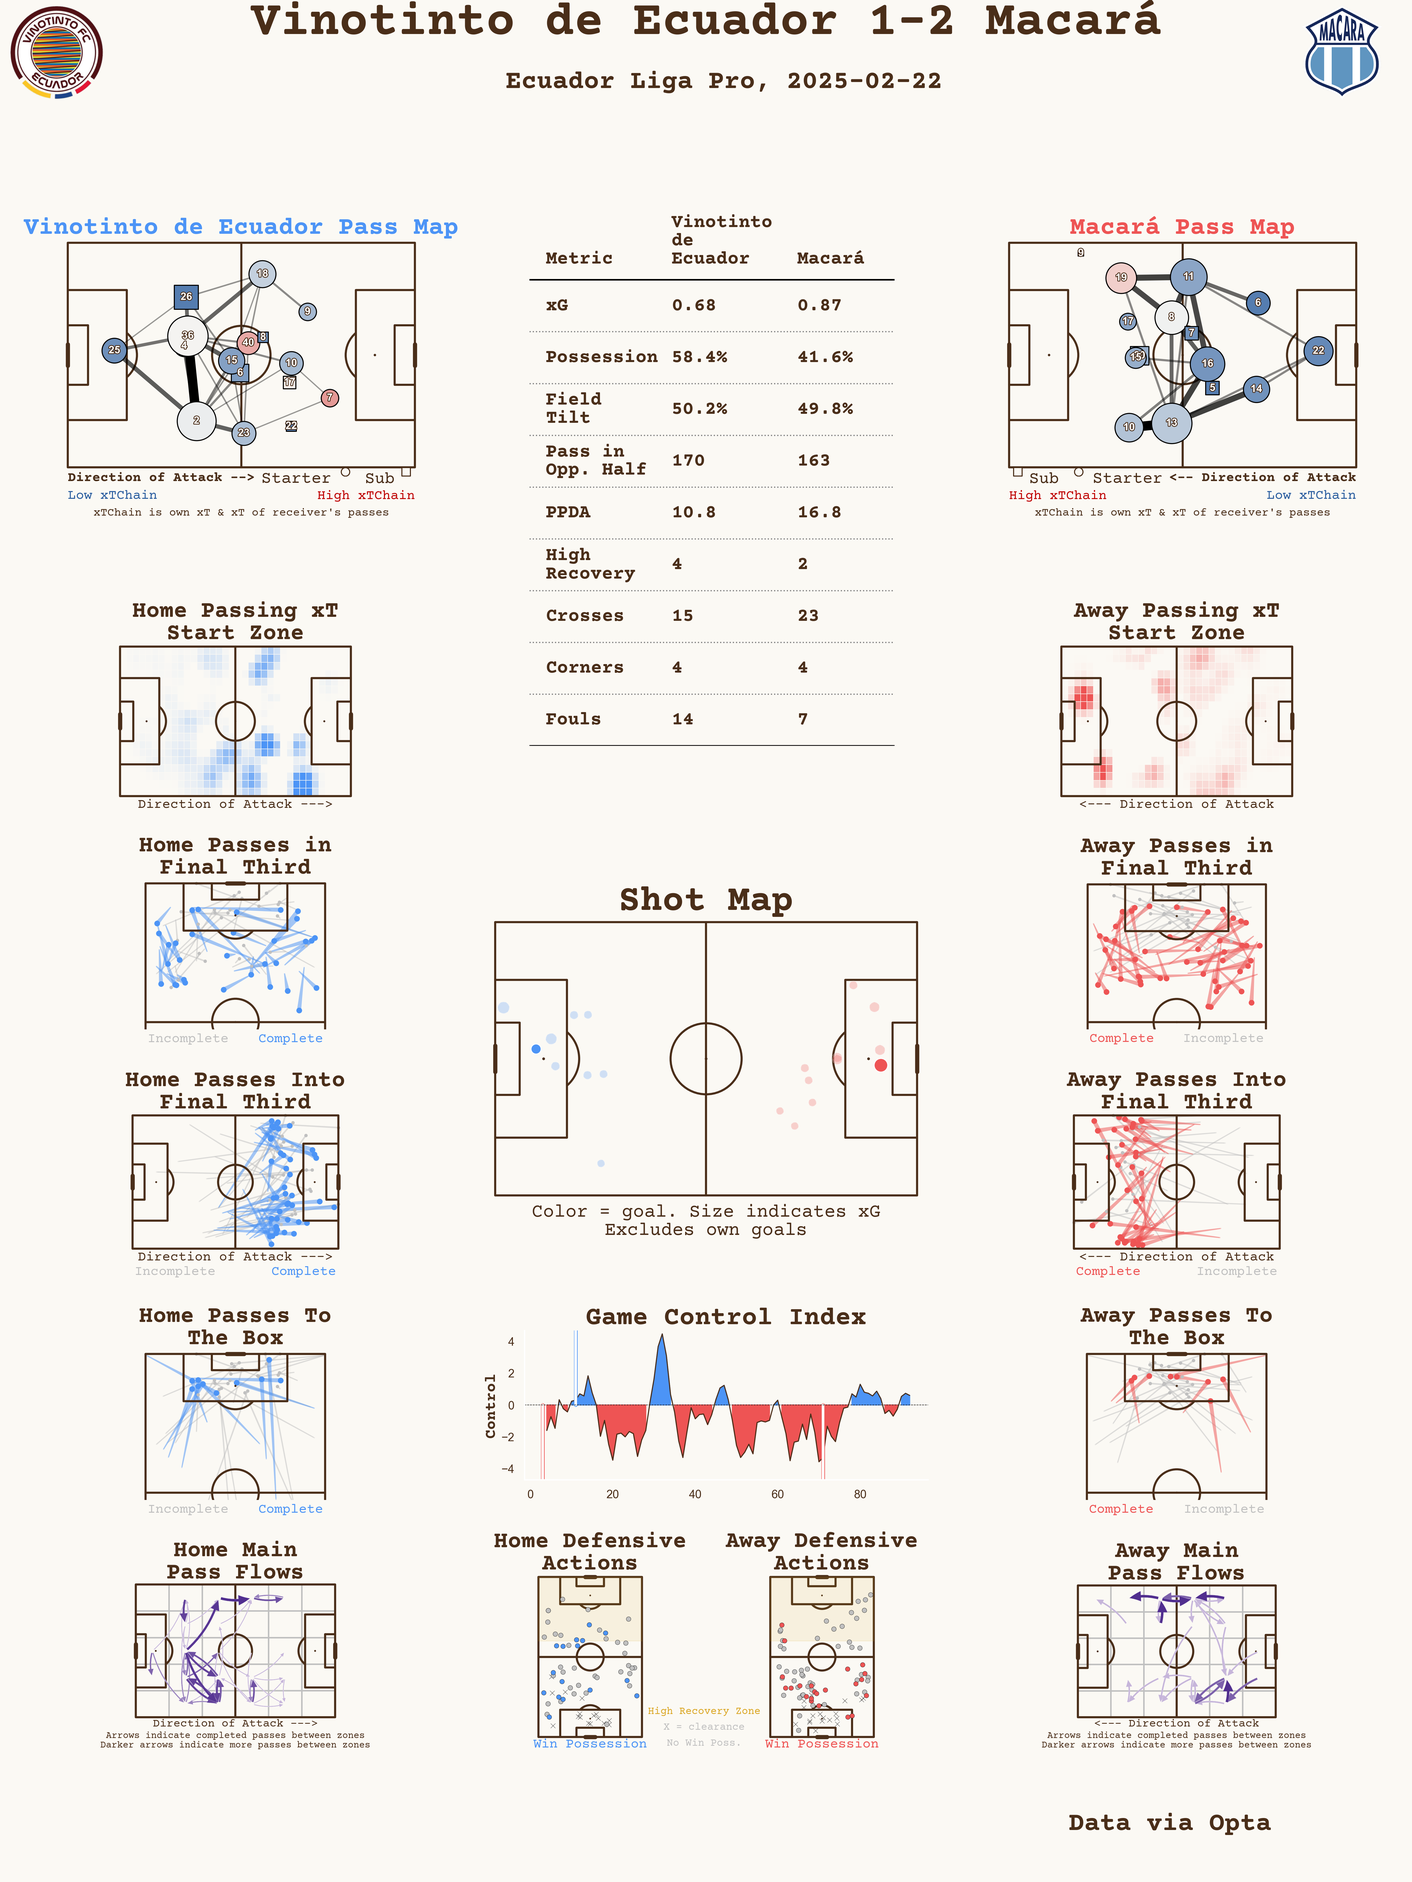 Vinotinto de Ecuador 1-2 Macará
VINOTINTO FC
ECUADOR
MACARA
Ecuador Liga Pro, 2025-02-22
Vinotinto de Ecuador Pass Map
18
26
9
36
4
8
40
25
15
10
6
17
7
2
22
23
Direction of Attack --> Starter Sub
Low xTChain High xTChain
xTChain is own xT & xT of receiver's passes
Metric Vinotinto de Ecuador Macará
xG 0.68 0.87
Possession 58.4% 41.6%
Field Tilt 50.2% 49.8%
Pass in Opp. Half 170 163
PPDA 10.8 16.8
High Recovery 4 2
Crosses 15 23
Corners 4 4
Fouls 14 7
Macará Pass Map
9
19
11
6
17
8
7
15
22
16
5
14
10
13
Sub Starter <-- Direction of Attack
High xTChain Low xTChain
xTChain is own xT & xT of receiver's passes
Home Passing xT
Start Zone
Direction of Attack --->
Away Passing xT
Start Zone
<--- Direction of Attack
Home Passes in
Final Third
Incomplete Complete
Away Passes in
Final Third
Complete Incomplete
Shot Map
Color = goal. Size indicates xG
Excludes own goals
Home Passes Into
Final Third
Direction of Attack --->
Incomplete Complete
Away Passes Into
Final Third
<--- Direction of Attack
Complete Incomplete
Home Passes To
The Box
Incomplete Complete
Game Control Index
Control
4
2
0
−2
−4
0 20 40 60 80
Away Passes To
The Box
Complete Incomplete
Home Main
Pass Flows
Direction of Attack --->
Arrows indicate completed passes between zones
Darker arrows indicate more passes between zones
Home Defensive
Actions
Win Possession
High Recovery Zone
X = clearance
No Win Poss.
Away Defensive
Actions
Win Possession
Away Main
Pass Flows
<--- Direction of Attack
Arrows indicate completed passes between zones
Darker arrows indicate more passes between zones
Data via Opta